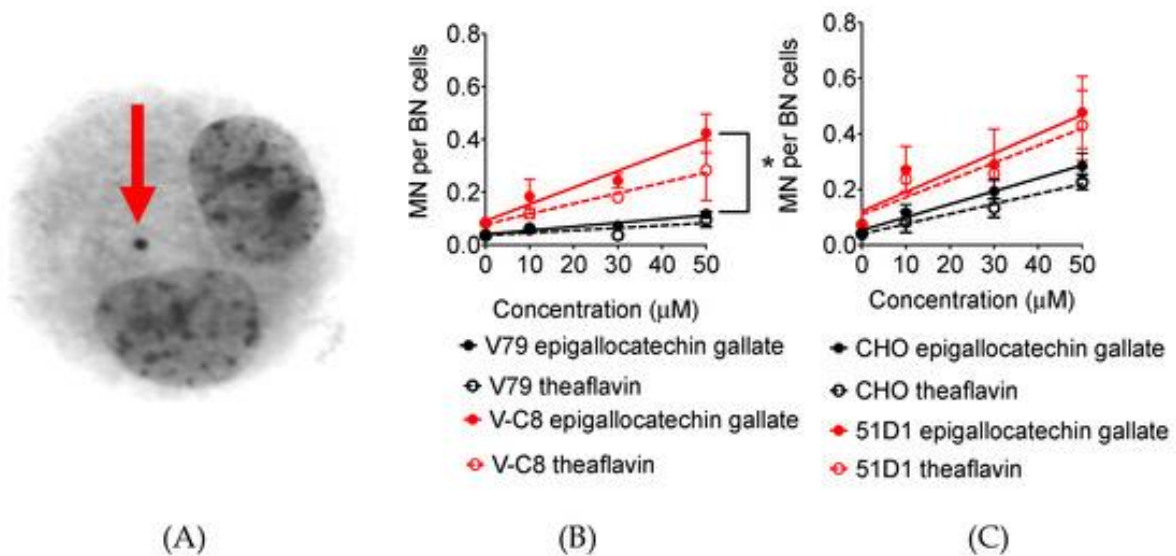 (A)
(B)
MN per BN cells
0.8
0.6
0.4
0.2
0.0
*
0 10 20 30 40 50
Concentration (μM)
V79 epigallocatechin gallate
V79 theaflavin
V-C8 epigallocatechin gallate
V-C8 theaflavin
(B)
(C)
MN per BN cells
0.8
0.6
0.4
0.2
0.0
0 10 20 30 40 50
Concentration (μM)
CHO epigallocatechin gallate
CHO theaflavin
51D1 epigallocatechin gallate
51D1 theaflavin
(C)